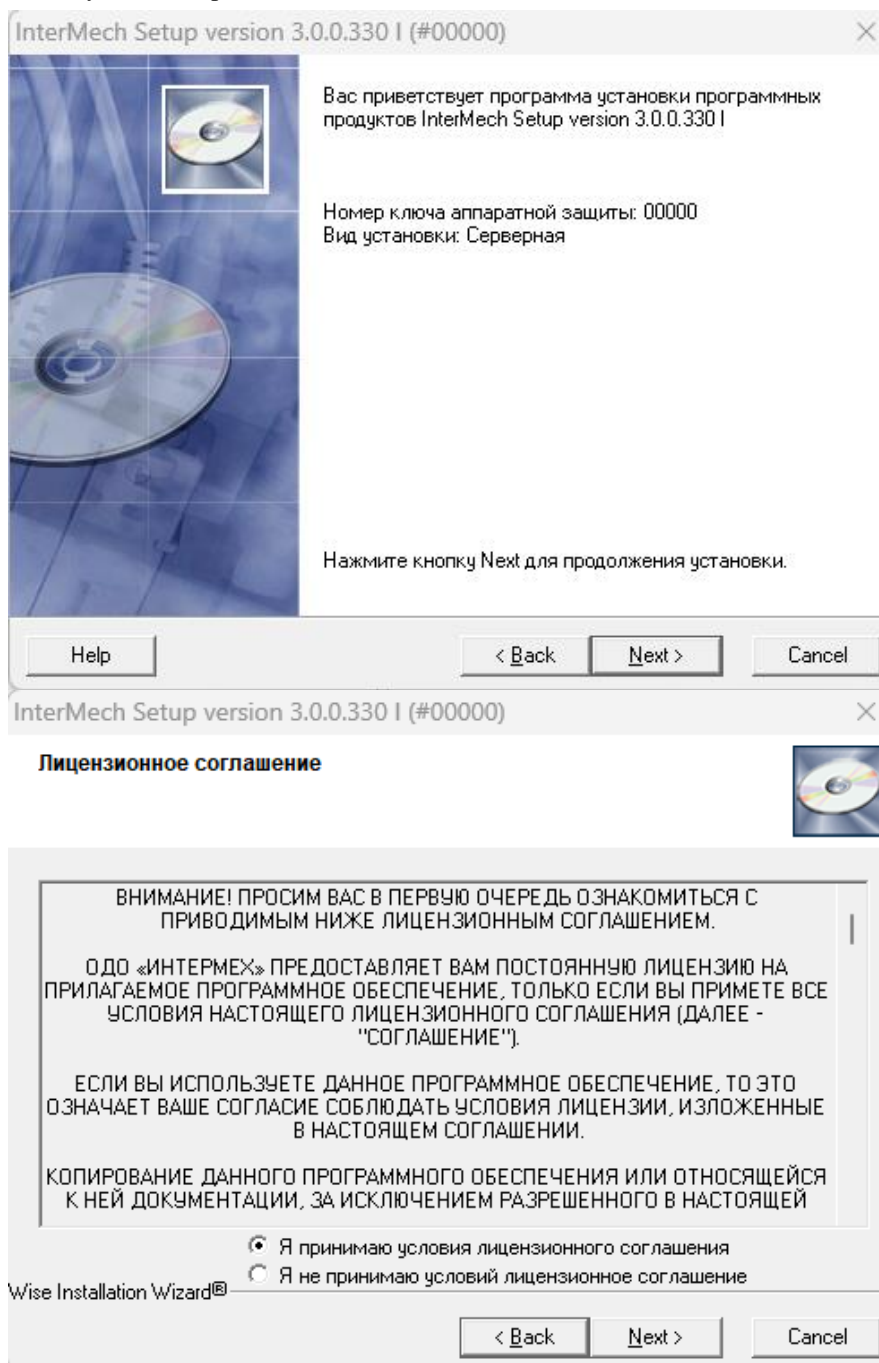 InterMech Setup version 3.0.0.330 I (#00000)
Вас приветствует программа установки программных
продуктов InterMech Setup version 3.0.0.330 I
Номер ключа аппаратной защиты: 00000
Вид установки: Серверная
Нажмите кнопку Next для продолжения установки.
Help
< Back
Next >
Cancel
InterMech Setup version 3.0.0.330 I (#00000)
Лицензионное соглашение
ВНИМАНИЕ! ПРОСИМ ВАС В ПЕРВУЮ ОЧЕРЕДЬ ОЗНАКОМИТЬСЯ С
ПРИВОДИМЫМ НИЖЕ ЛИЦЕНЗИОННЫМ СОГЛАШЕНИЕМ.
ОДО «ИНТЕРМЕХ» ПРЕДОСТАВЛЯЕТ ВАМ ПОСТОЯННУЮ ЛИЦЕНЗИЮ НА
ПРИЛАГАЕМОЕ ПРОГРАММНОЕ ОБЕСПЕЧЕНИЕ, ТОЛЬКО ЕСЛИ ВЫ ПРИМЕТЕ ВСЕ
УСЛОВИЯ НАСТОЯЩЕГО ЛИЦЕНЗИОННОГО СОГЛАШЕНИЯ (ДАЛЕЕ -
"СОГЛАШЕНИЕ").
ЕСЛИ ВЫ ИСПОЛЬЗУЕТЕ ДАННОЕ ПРОГРАММНОЕ ОБЕСПЕЧЕНИЕ, ТО ЭТО
ОЗНАЧАЕТ ВАШЕ СОГЛАСИЕ СОБЛЮДАТЬ УСЛОВИЯ ЛИЦЕНЗИИ, ИЗЛОЖЕННЫЕ
В НАСТОЯЩЕМ СОГЛАШЕНИИ.
КОПИРОВАНИЕ ДАННОГО ПРОГРАММНОГО ОБЕСПЕЧЕНИЯ ИЛИ ОТНОСЯЩЕЙСЯ
К НЕЙ ДОКУМЕНТАЦИИ, ЗА ИСКЛЮЧЕНИЕМ РАЗРЕШЕННОГО В НАСТОЯЩЕЙ
Я принимаю условия лицензионного соглашения
Я не принимаю условий лицензионное соглашение
Wise Installation Wizard®
< Back
Next >
Cancel